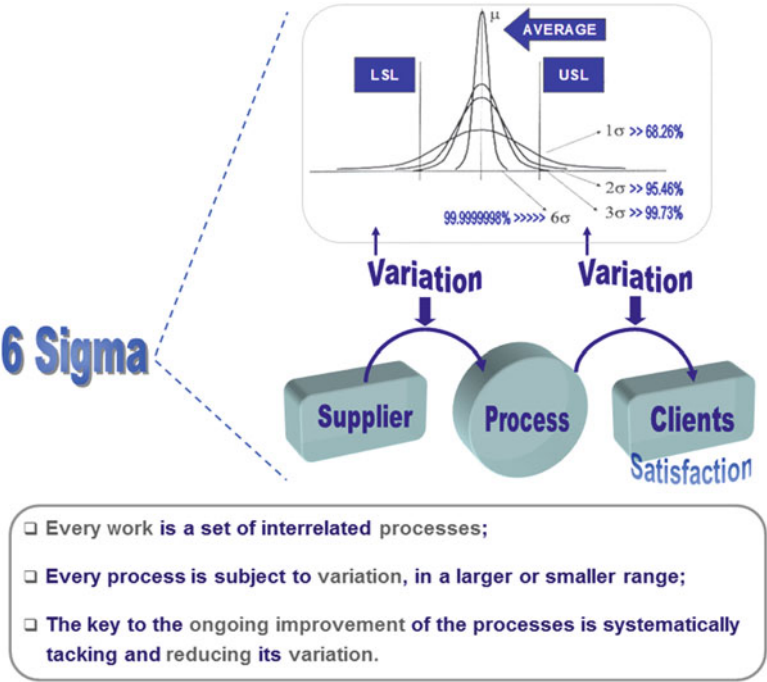 μ
AVERAGE
LSL
USL
1σ >> 68.26%
2σ >> 95.46%
99.9999998% >>>>> 6σ
3σ >> 99.73%
Variation
Variation
6 Sigma
Supplier
Process
Clients
Satisfaction
❑ Every work is a set of interrelated processes;
❑ Every process is subject to variation, in a larger or smaller range;
❑ The key to the ongoing improvement of the processes is systematically
tacking and reducing its variation.